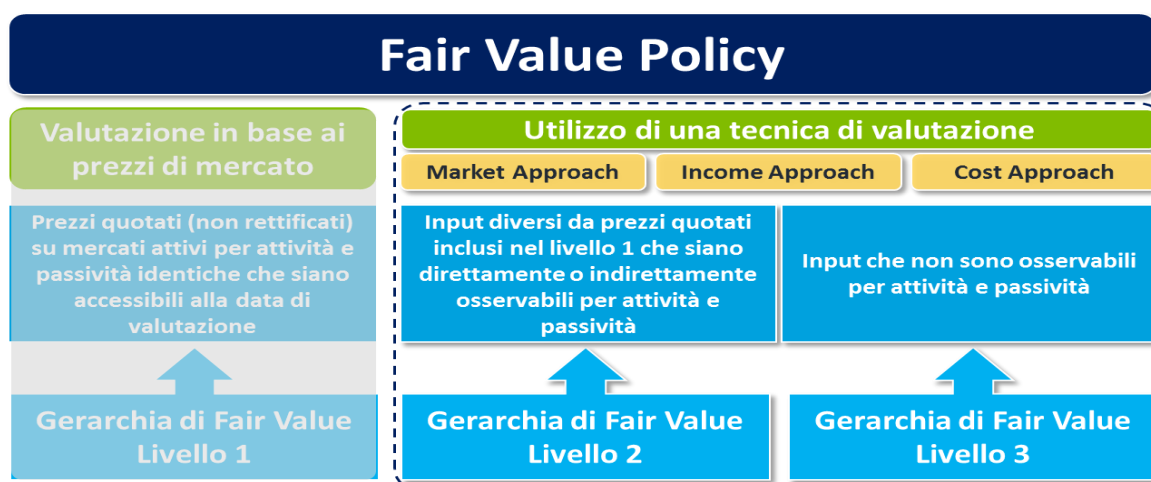 Fair Value Policy
Valutazione in base ai
prezzi di mercato
Prezzi quotati (non rettificati)
su mercati attivi per attività e
passività identiche che siano
accessibili alla data di
valutazione
Gerarchia di Fair Value
Livello 1
Utilizzo di una tecnica di valutazione
Market Approach
Income Approach
Cost Approach
Input diversi da prezzi quotati
inclusi nel livello 1 che siano
direttamente o indirettamente
osservabili per attività e
passività
Gerarchia di Fair Value
Livello 2
Input che non sono osservabili
per attività e passività
Gerarchia di Fair Value
Livello 3